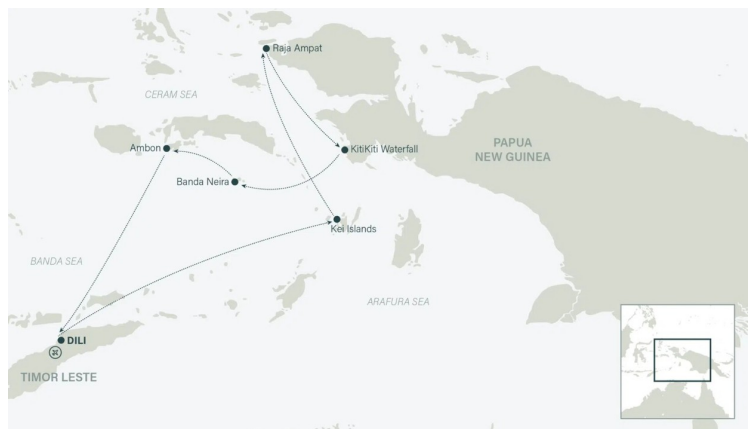 Raja Ampat
CERAM SEA
Ambon
KitiKiti Waterfall
PAPUA
NEW GUINEA
Banda Neira
Kei Islands
BANDA SEA
ARAFURA SEA
DILI
TIMOR LESTE